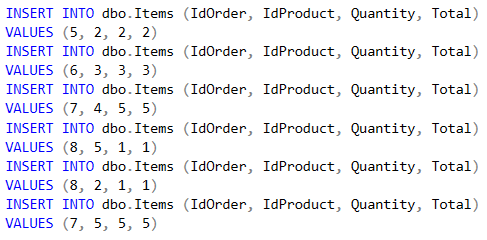 INSERT INTO dbo.Items (IdOrder, IdProduct, Quantity, Total)
VALUES (5, 2, 2, 2)
INSERT INTO dbo.Items (IdOrder, IdProduct, Quantity, Total)
VALUES (6, 3, 3, 3)
INSERT INTO dbo.Items (IdOrder, IdProduct, Quantity, Total)
VALUES (7, 4, 5, 5)
INSERT INTO dbo.Items (IdOrder, IdProduct, Quantity, Total)
VALUES (8, 5, 1, 1)
INSERT INTO dbo.Items (IdOrder, IdProduct, Quantity, Total)
VALUES (8, 2, 1, 1)
INSERT INTO dbo.Items (IdOrder, IdProduct, Quantity, Total)
VALUES (7, 5, 5, 5)